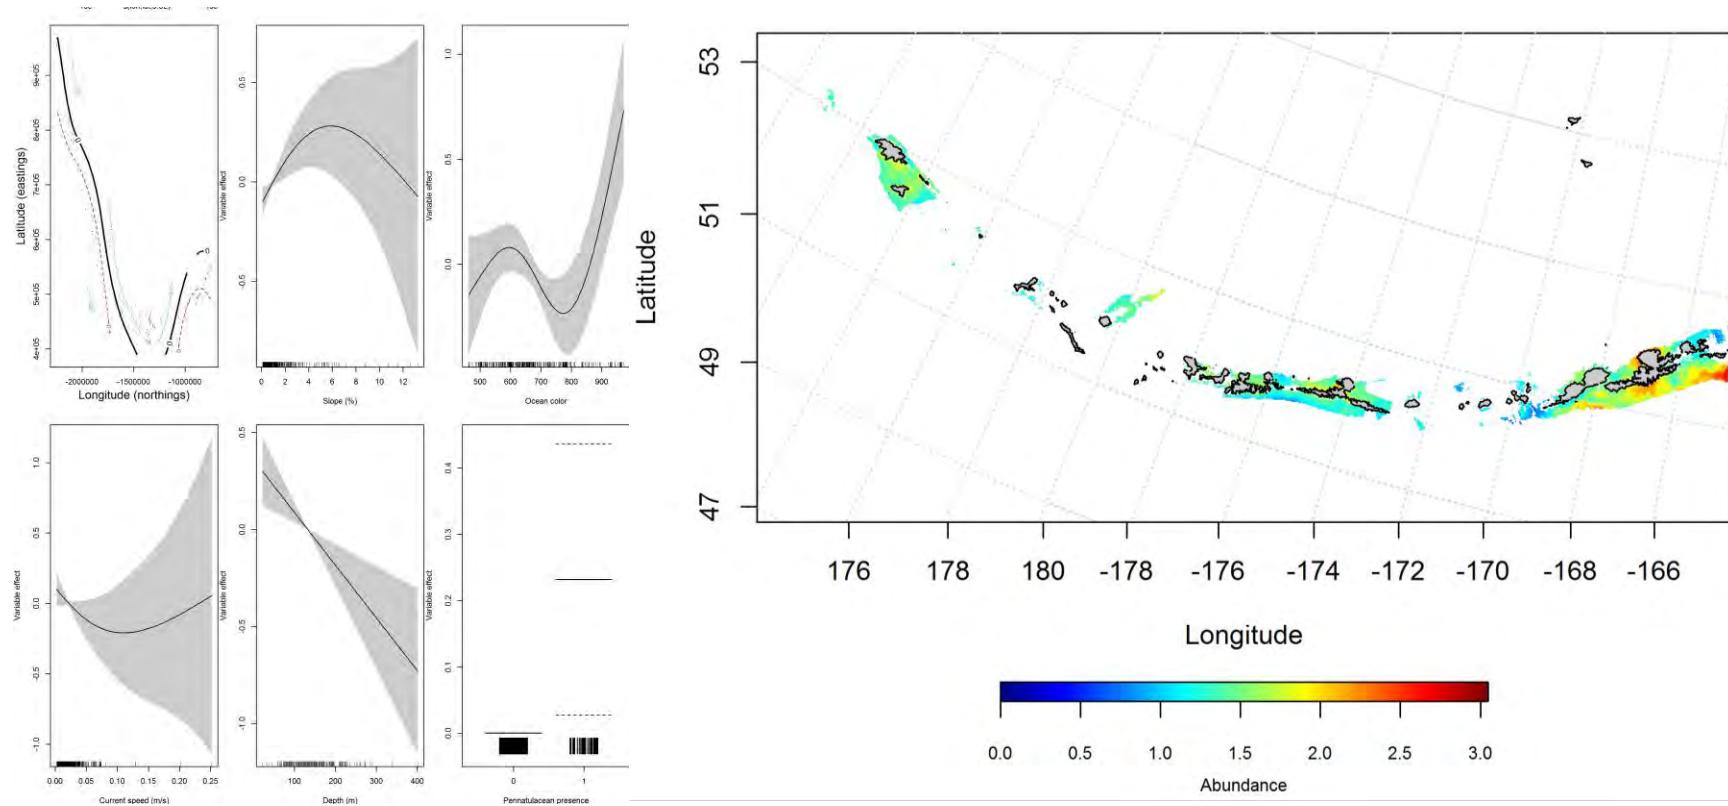 9e+05
8e+05
7e+05
6e+05
5e+05
4e+05
Latitude (eastings)
0
0
0
0
0
-2000000 -1500000 -1000000
Longitude (northings)
0.5
0.0
-0.5
Variable effect
0 2 4 6 8 10 12
Slope (%)
1.0
0.5
0.0
Variable effect
500 600 700 800 900
Ocean color
1.0
0.5
0.0
-0.5
-1.0
Variable effect
0.00 0.05 0.10 0.15 0.20 0.25
Current speed (m/s)
0.5
0.0
-0.5
-1.0
Variable effect
100 200 300 400
Depth (m)
0.4
0.3
0.2
0.1
0.0
Variable effect
0 1
Pennatulacean presence
53
51
49
47
Latitude
176 178 180 -178 -176 -174 -172 -170 -168 -166
Longitude
0.0 0.5 1.0 1.5 2.0 2.5 3.0
Abundance